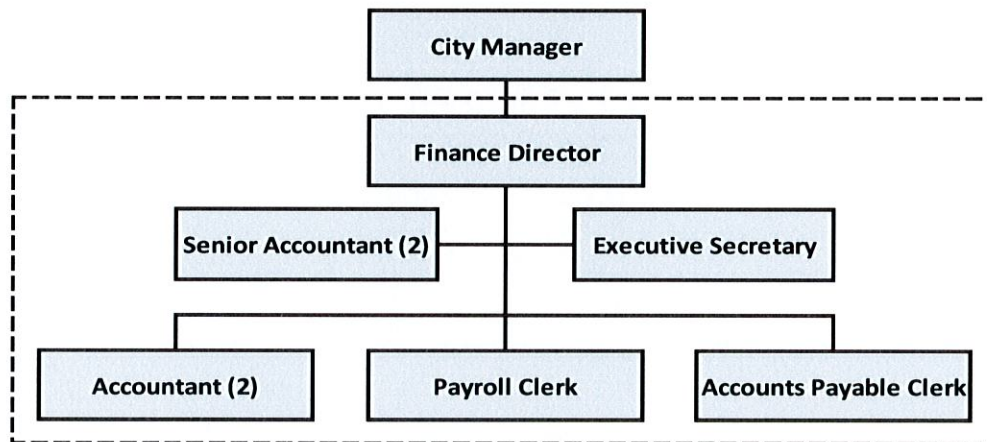 City Manager
Finance Director
Senior Accountant (2)
Executive Secretary
Accountant (2)
Payroll Clerk
Accounts Payable Clerk